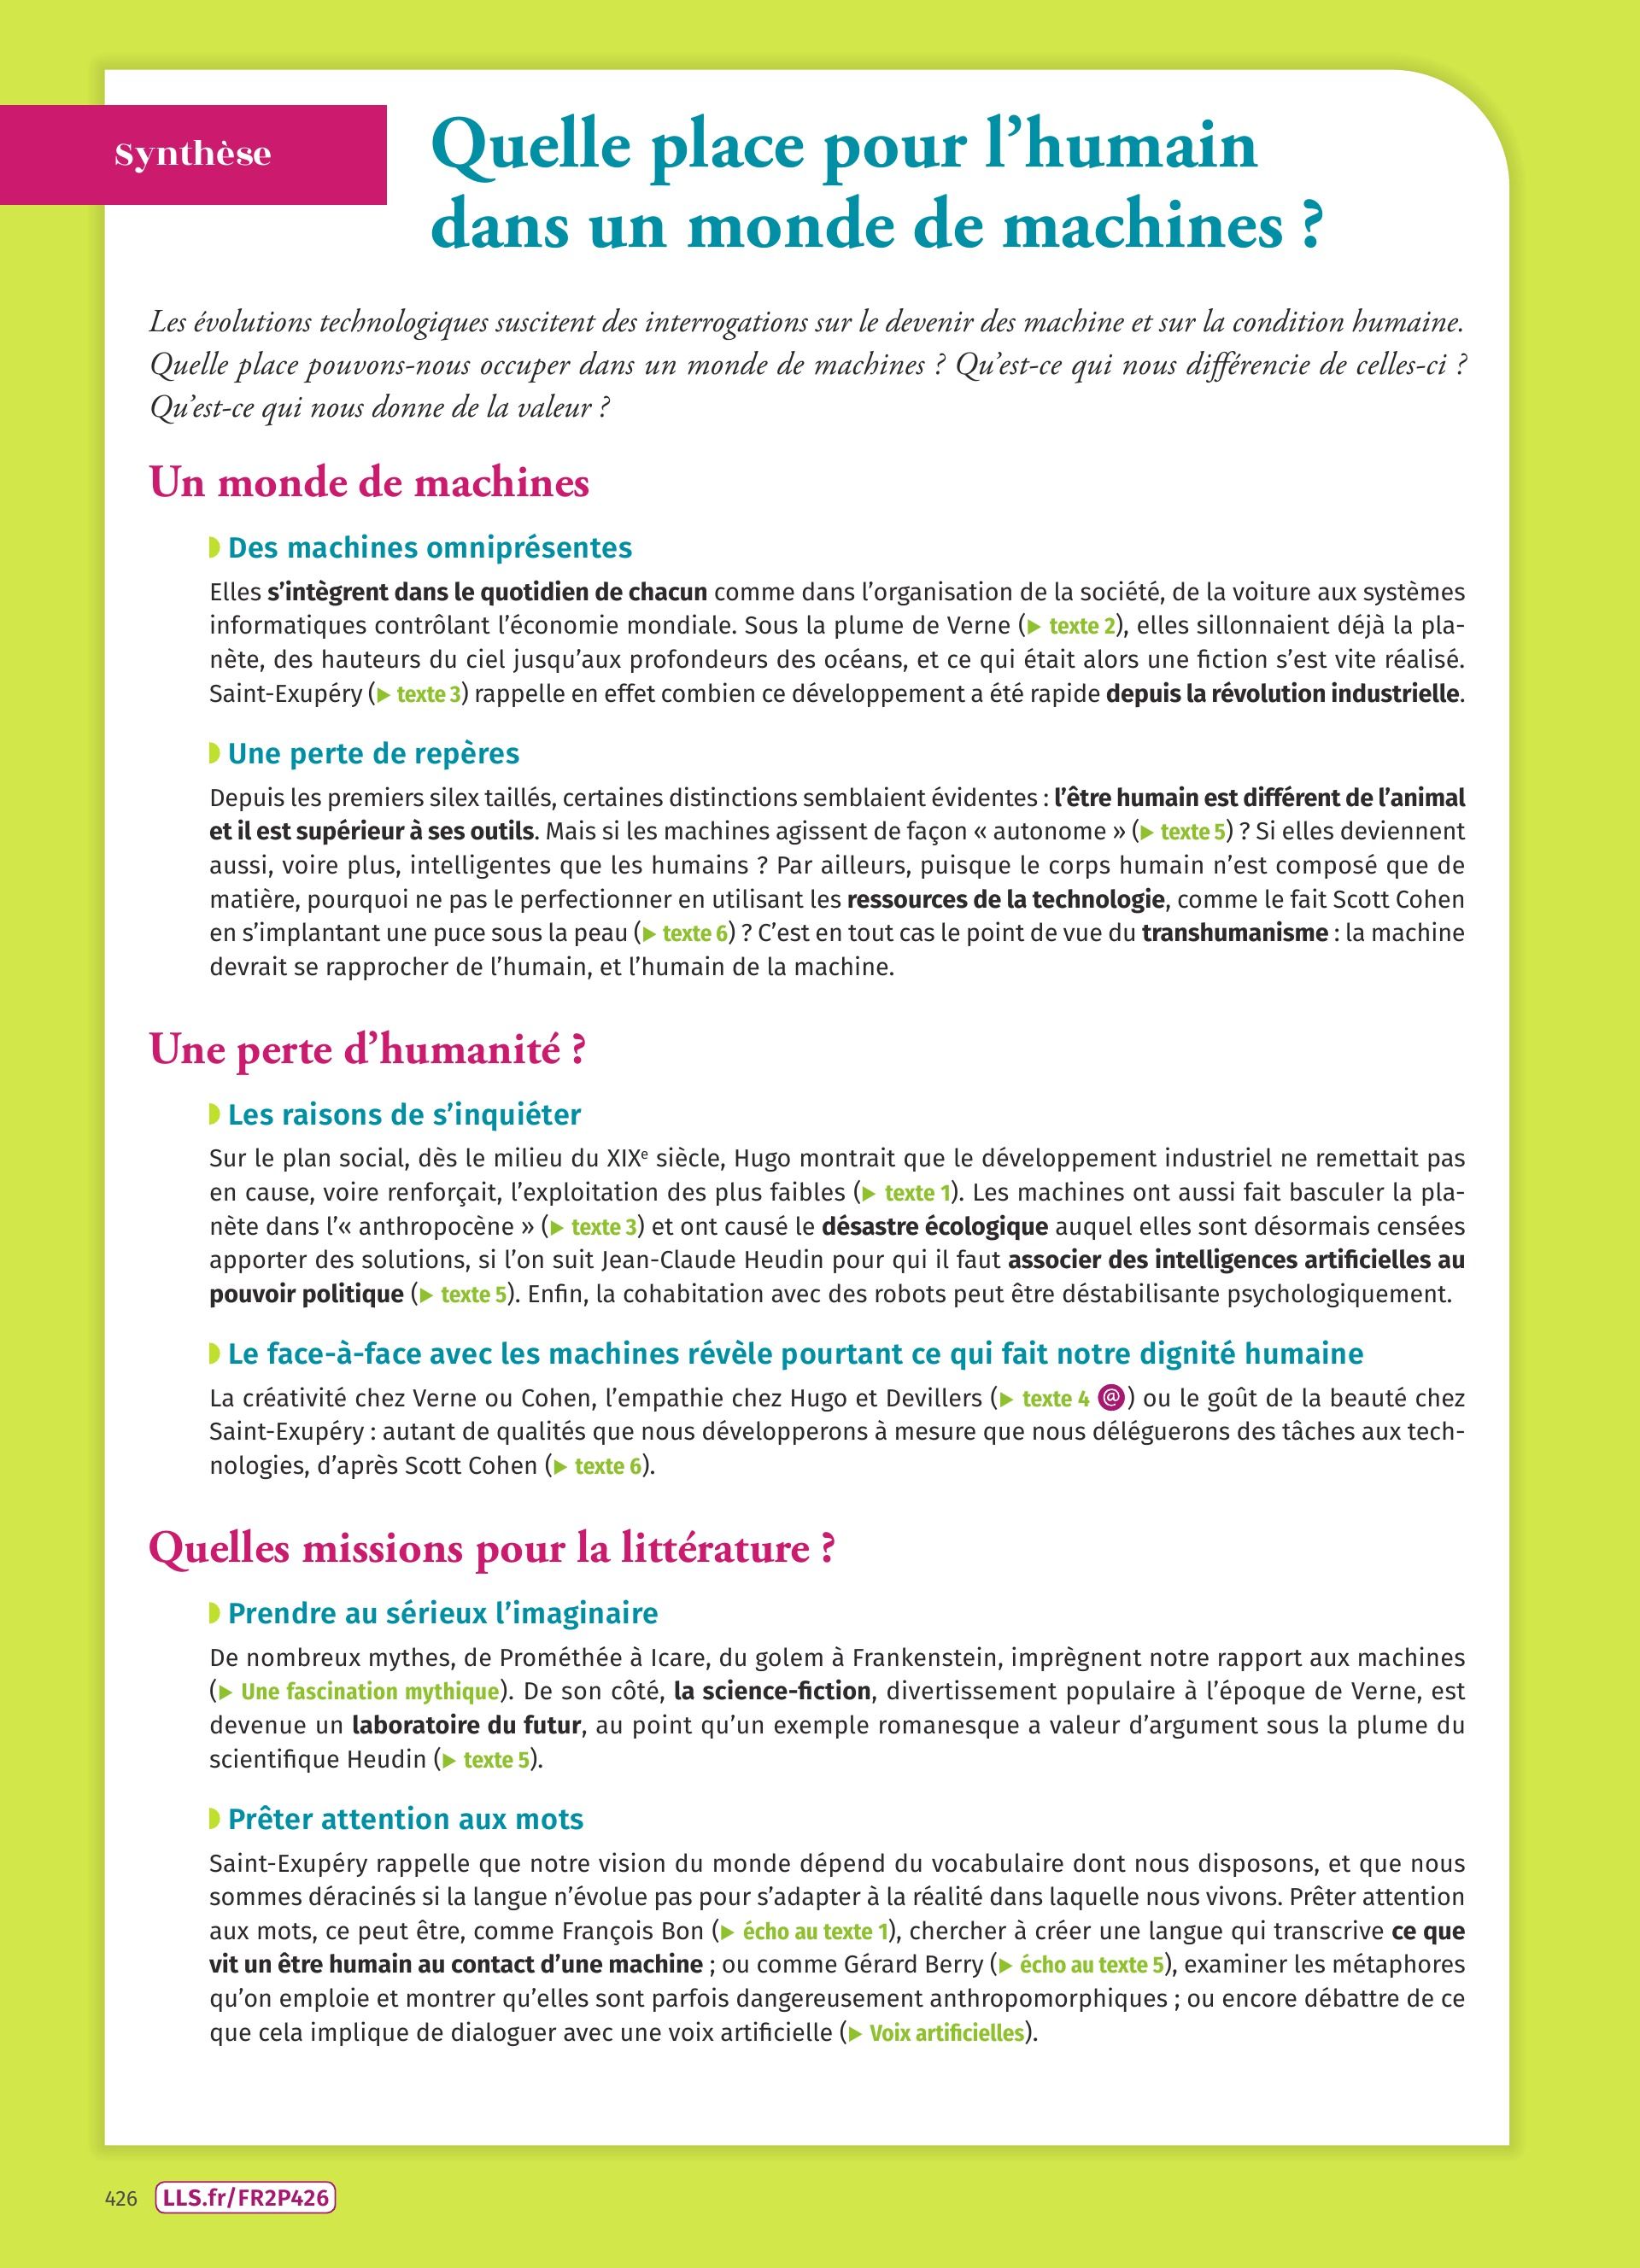 Synthèse
Quelle place pour l’humain
dans un monde de machines ?
Les évolutions technologiques suscitent des interrogations sur le devenir des machine et sur la condition humaine.
Quelle place pouvons-nous occuper dans un monde de machines ? Qu’est-ce qui nous différencie de celles-ci ?
Qu’est-ce qui nous donne de la valeur ?
Un monde de machines
Des machines omniprésentes
Elles s’intègrent dans le quotidien de chacun comme dans l’organisation de la société, de la voiture aux systèmes
informatiques contrôlant l’économie mondiale. Sous la plume de Verne (▶ texte 2), elles sillonnaient déjà la pla-
nète, des hauteurs du ciel jusqu’aux profondeurs des océans, et ce qui était alors une fiction s’est vite réalisé.
Saint-Exupéry (▶ texte 3) rappelle en effet combien ce développement a été rapide depuis la révolution industrielle.
Une perte de repères
Depuis les premiers silex taillés, certaines distinctions semblaient évidentes : l’être humain est différent de l’animal
et il est supérieur à ses outils. Mais si les machines agissent de façon « autonome » (▶ texte 5) ? Si elles deviennent
aussi, voire plus, intelligentes que les humains ? Par ailleurs, puisque le corps humain n’est composé que de
matière, pourquoi ne pas le perfectionner en utilisant les ressources de la technologie, comme le fait Scott Cohen
en s’implantant une puce sous la peau (▶ texte 6) ? C’est en tout cas le point de vue du transhumanisme : la machine
devrait se rapprocher de l’humain, et l’humain de la machine.
Une perte d’humanité ?
Les raisons de s’inquiéter
Sur le plan social, dès le milieu du XIXe siècle, Hugo montrait que le développement industriel ne remettait pas
en cause, voire renforçait, l’exploitation des plus faibles (▶ texte 1). Les machines ont aussi fait basculer la pla-
nète dans l’« anthropocène » (▶ texte 3) et ont causé le désastre écologique auquel elles sont désormais censées
apporter des solutions, si l’on suit Jean-Claude Heudin pour qui il faut associer des intelligences artificielles au
pouvoir politique (▶ texte 5). Enfin, la cohabitation avec des robots peut être déstabilisante psychologiquement.
Le face-à-face avec les machines révèle pourtant ce qui fait notre dignité humaine
La créativité chez Verne ou Cohen, l’empathie chez Hugo et Devillers (▶ texte 4 @) ou le goût de la beauté chez
Saint-Exupéry : autant de qualités que nous développerons à mesure que nous déléguerons des tâches aux tech-
nologies, d’après Scott Cohen (▶ texte 6).
Quelles missions pour la littérature ?
Prendre au sérieux l’imaginaire
De nombreux mythes, de Prométhée à Icare, du golem à Frankenstein, imprègnent notre rapport aux machines
(▶ Une fascination mythique). De son côté, la science-fiction, divertissement populaire à l’époque de Verne, est
devenue un laboratoire du futur, au point qu’un exemple romanesque a valeur d’argument sous la plume du
scientifique Heudin (▶ texte 5).
Prêter attention aux mots
Saint-Exupéry rappelle que notre vision du monde dépend du vocabulaire dont nous disposons, et que nous
sommes déracinés si la langue n’évolue pas pour s’adapter à la réalité dans laquelle nous vivons. Prêter attention
aux mots, ce peut être, comme François Bon (▶ écho au texte 1), chercher à créer une langue qui transcrive ce que
vit un être humain au contact d’une machine ; ou comme Gérard Berry (▶ écho au texte 5), examiner les métaphores
qu’on emploie et montrer qu’elles sont parfois dangereusement anthropomorphiques ; ou encore débattre de ce
que cela implique de dialoguer avec une voix artificielle (▶ Voix artificielles).
426 LLS.fr/FR2P426